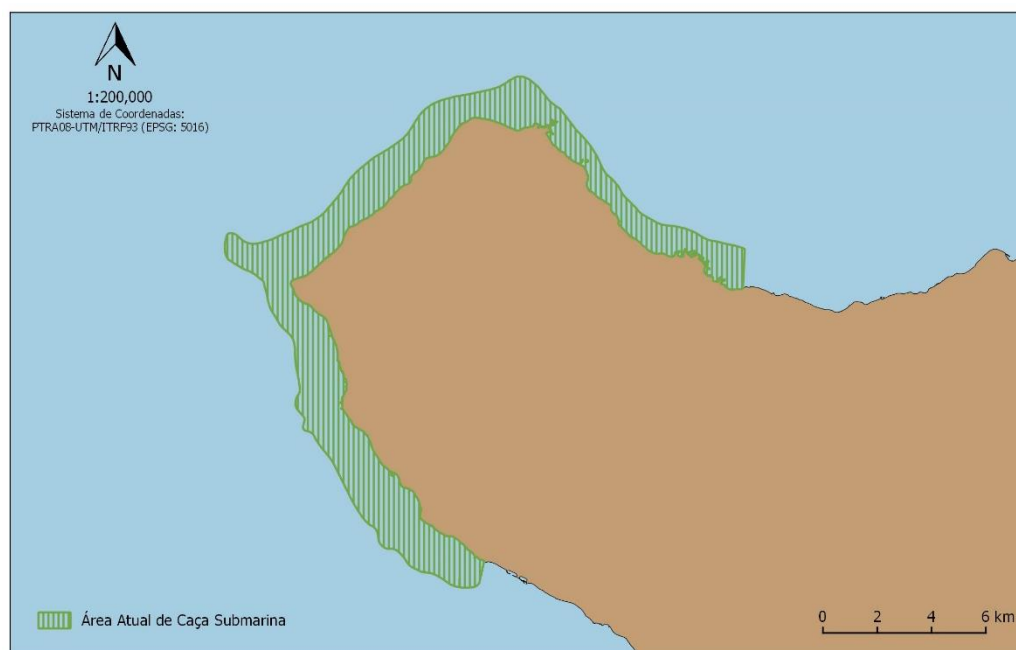 N
1:200,000
Sistema de Coordenadas:
PTRA08-UTM/ITRF93 (EPSG: 5016)
Área Atual de Caça Submarina
0 2 4 6 km